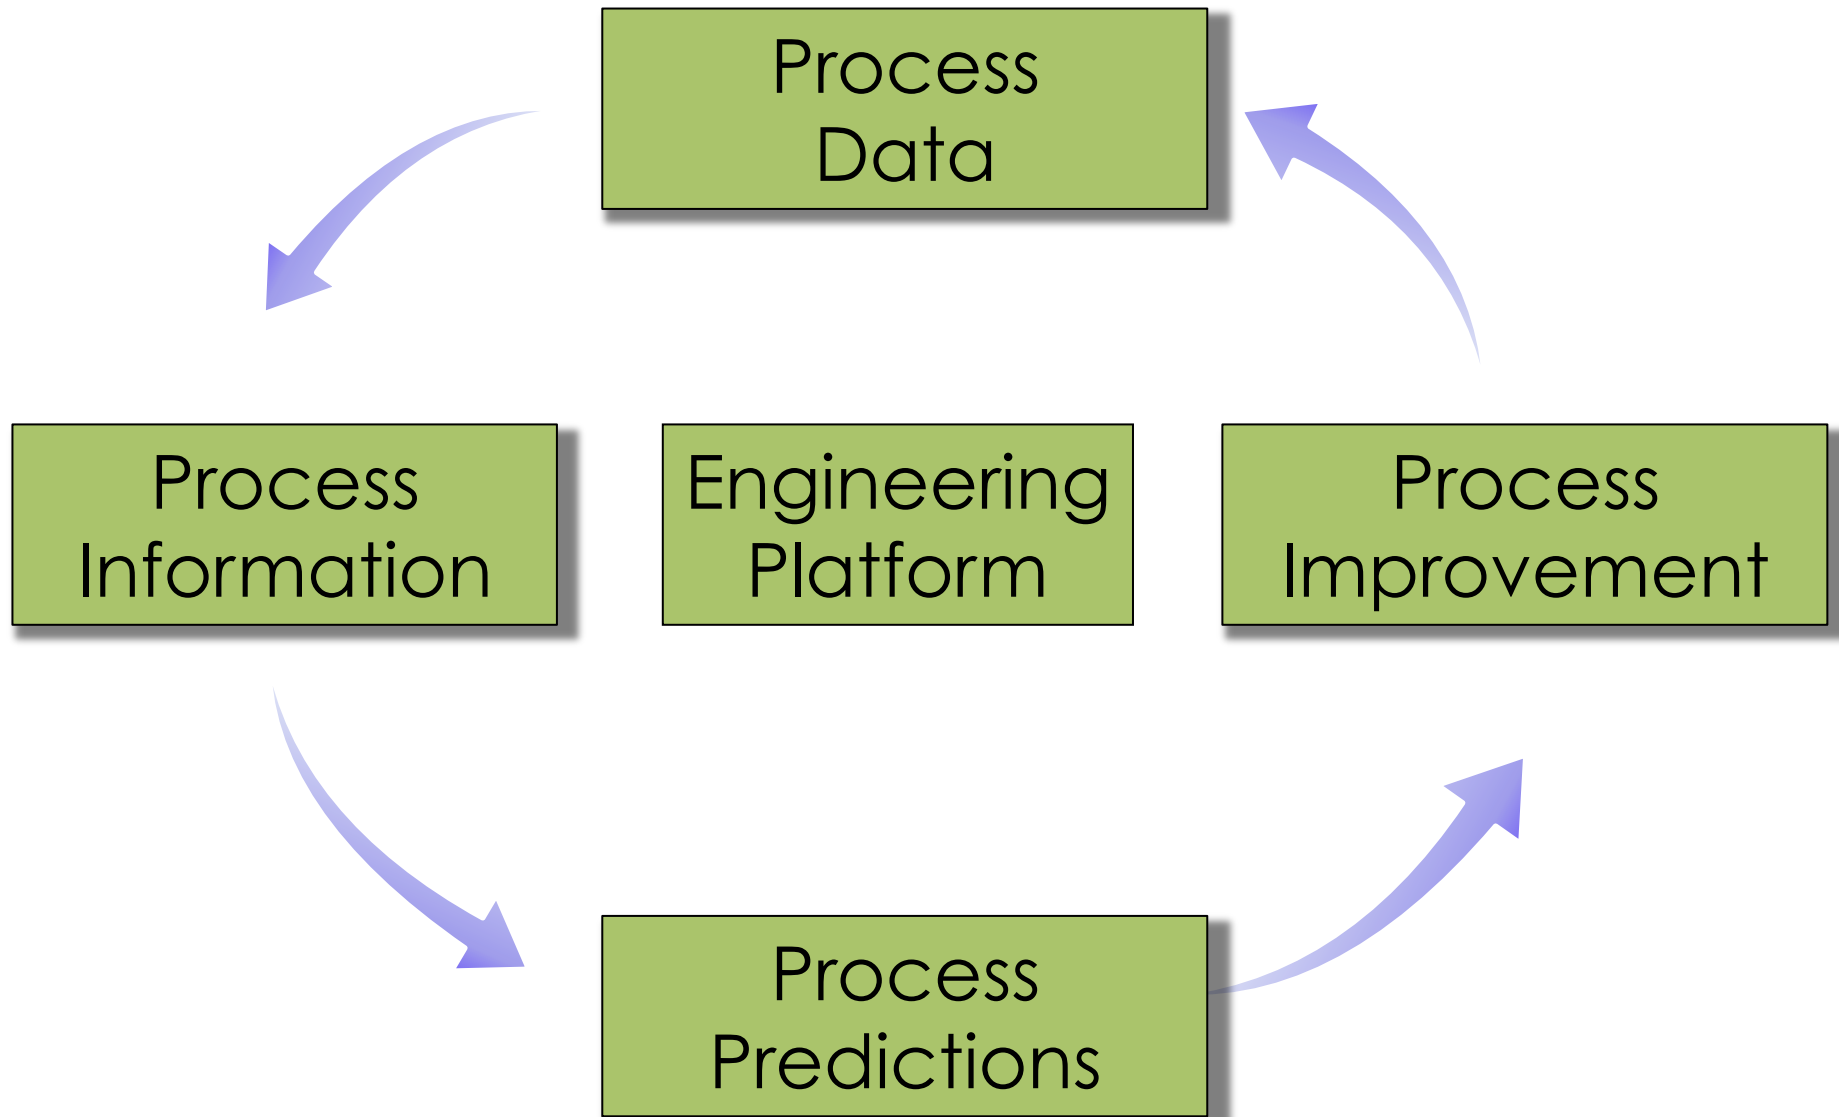 Process
Data
Process
Information
Engineering
Platform
Process
Improvement
Process
Predictions